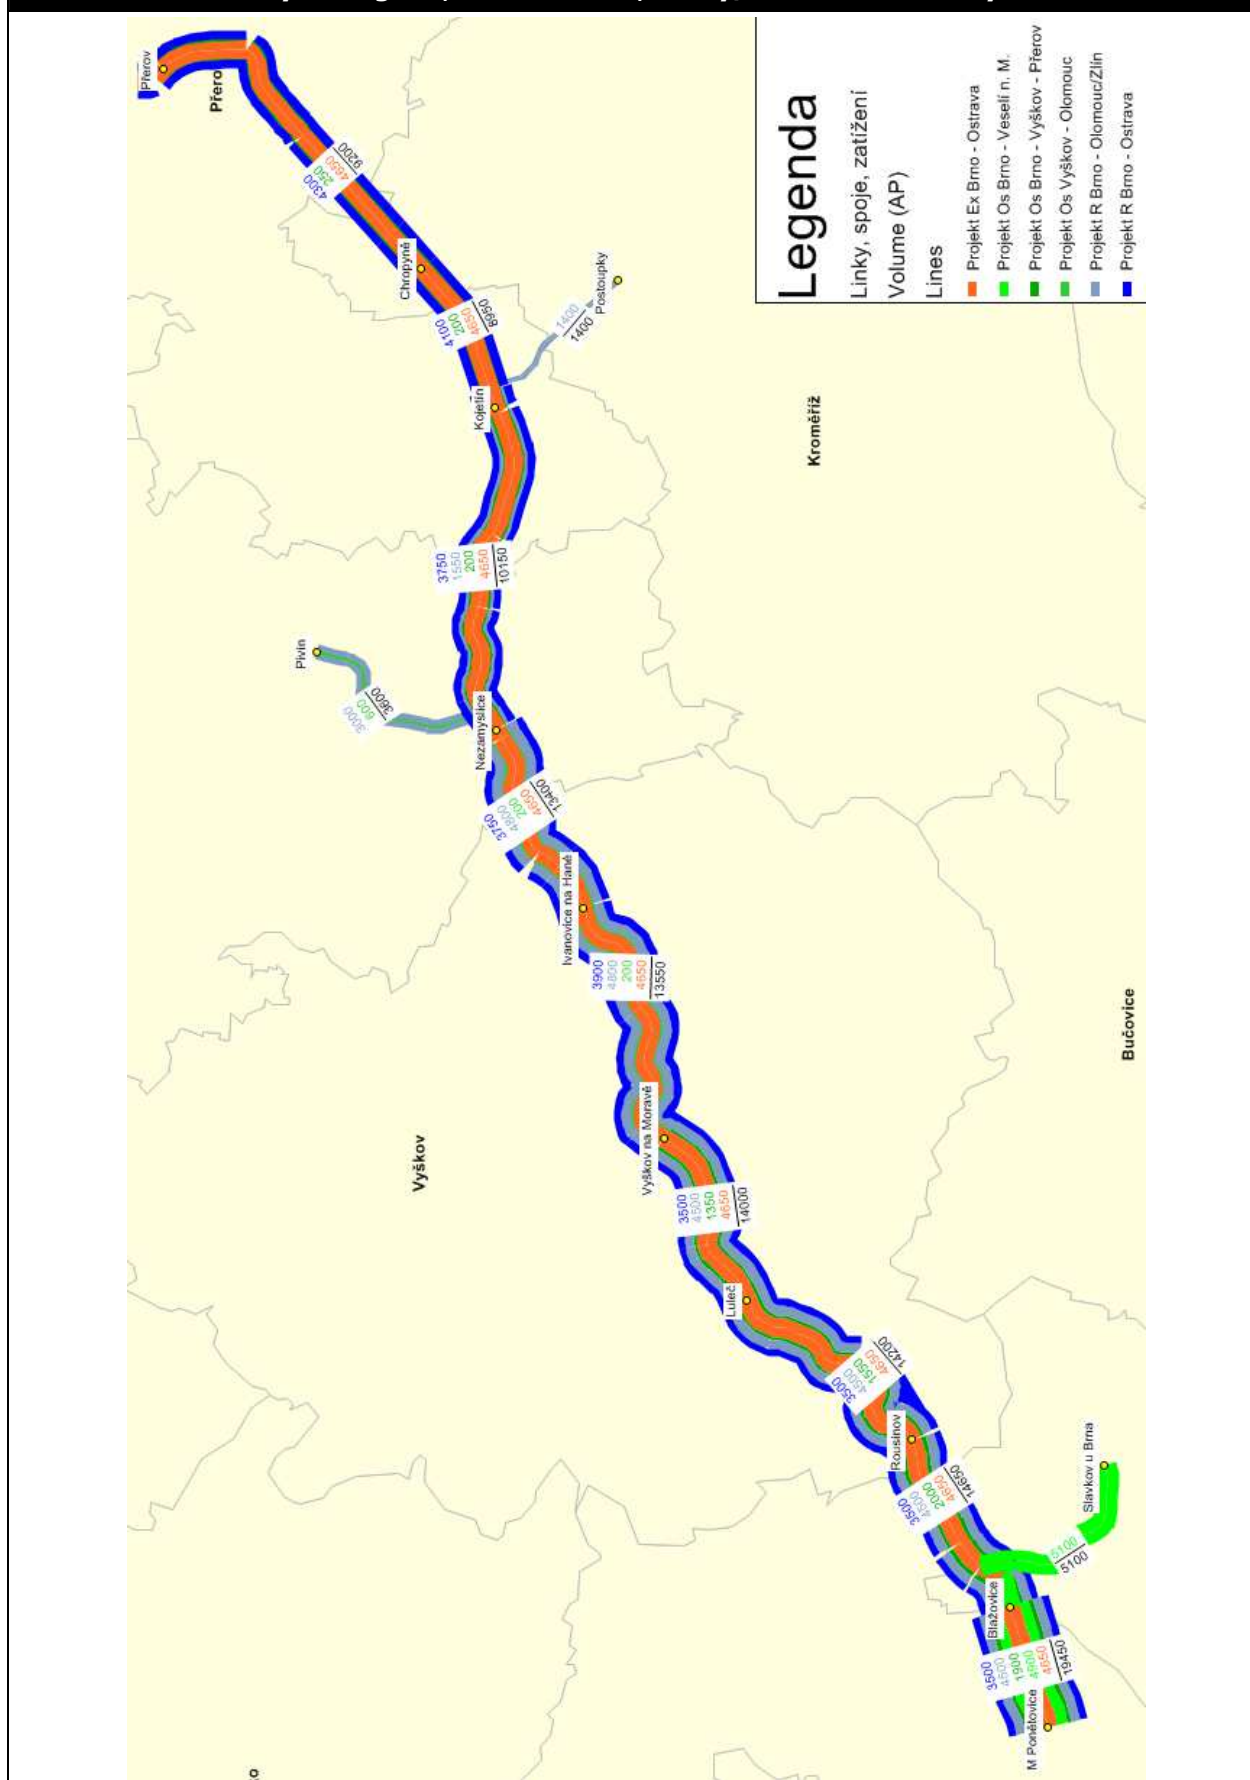 Přerov
Přero
4300
250
4650
9200
Chropyně
4100
200
4650
8950
Postoupky
1400
1400
Kojetín
Kroměříž
3750
1550
200
4650
10150
Pivín
3000
600
3600
Nezamyslice
3750
4800
200
4650
13400
Ivanovice na Hané
3900
4800
200
4650
13550
Bučovice
Vyškov na Moravě
Vyškov
3500
4500
1350
4650
14000
Luleč
3500
4500
1550
4650
14200
Rousínov
3500
4500
2000
4650
14650
Slavkov u Brna
5100
5100
Blažovice
3500
4500
1900
4900
4650
19450
M Ponětovice
Legenda
Linky, spoje, zatížení
Volume (AP)
Lines
Projekt Ex Brno - Ostrava
Projekt Os Brno - Veselí n. M.
Projekt Os Brno - Vyškov - Přerov
Projekt Os Vyškov - Olomouc
Projekt R Brno - Olomouc/Zlín
Projekt R Brno - Ostrava